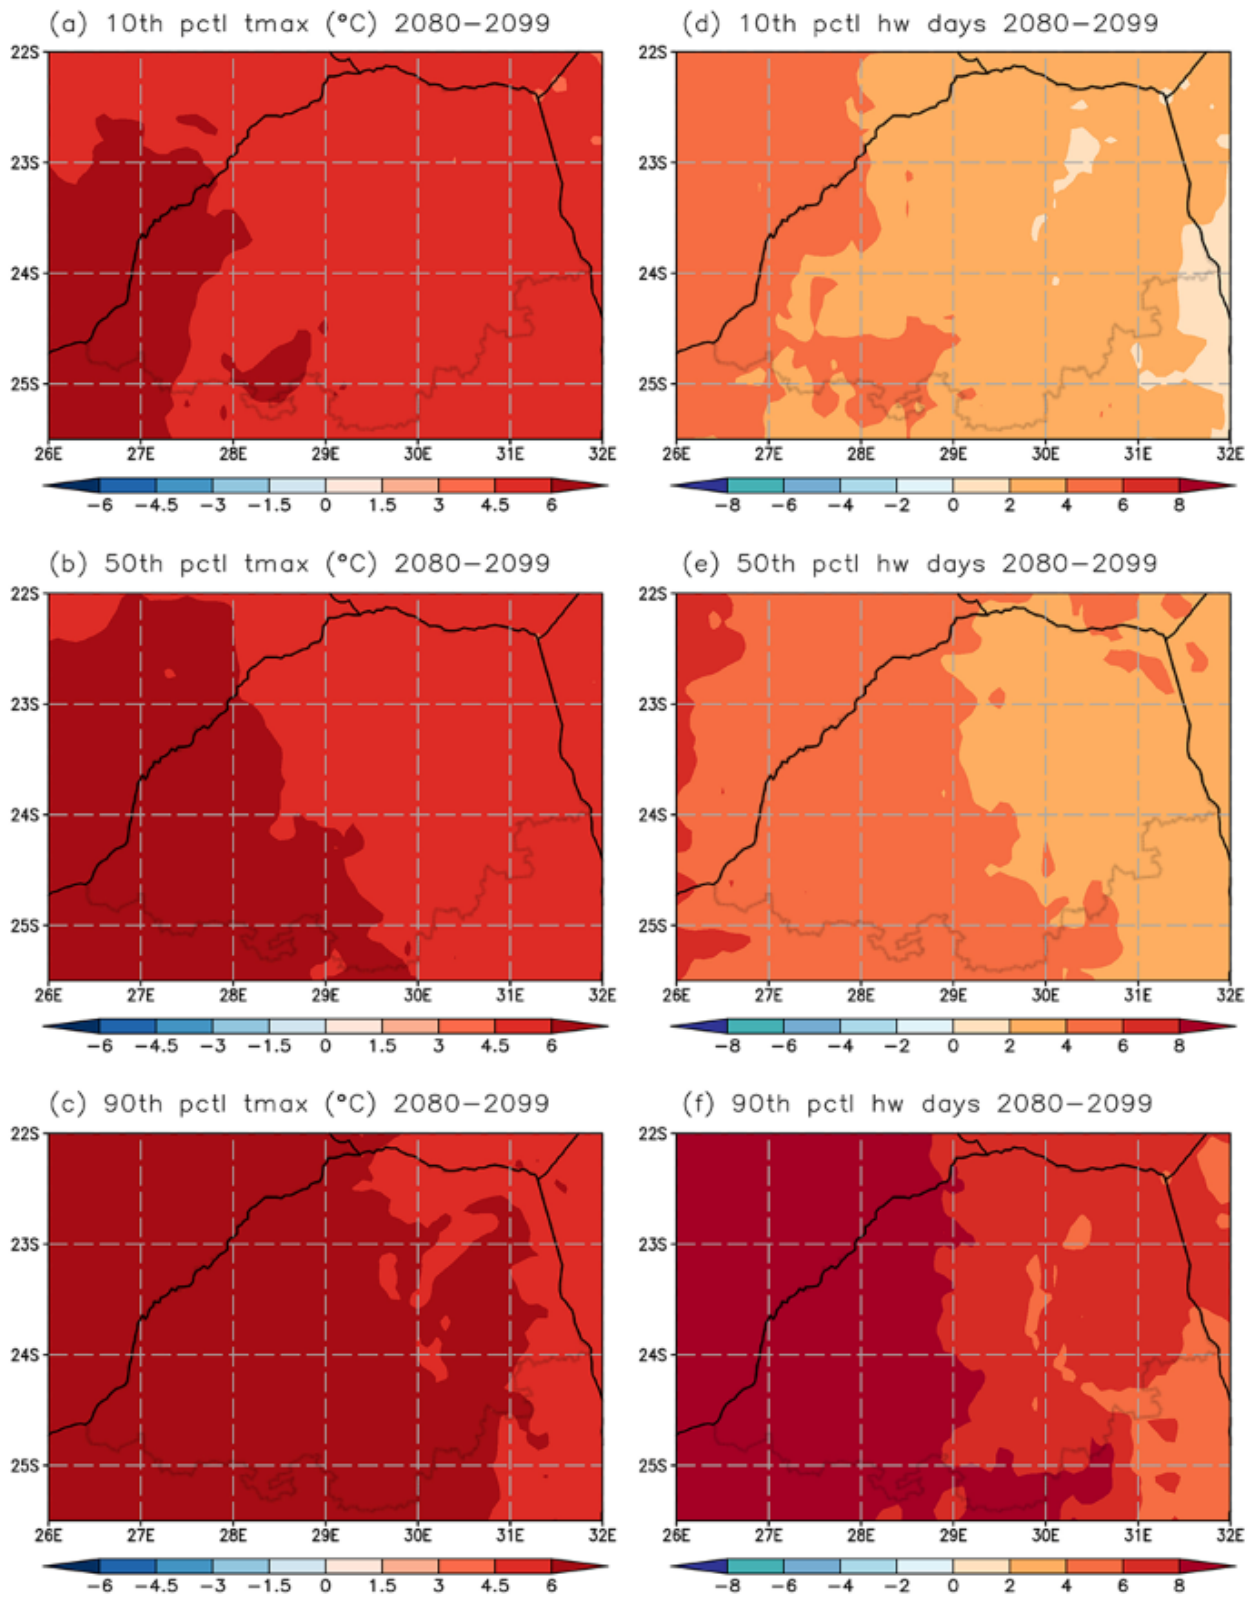 (a) 10th pctl tmax (°C) 2080−2099
22S
23S
24S
25S
26E 27E 28E 29E 30E 31E 32E
−6 −4.5 −3 −1.5 0 1.5 3 4.5 6
(d) 10th pctl hw days 2080−2099
22S
23S
24S
25S
26E 27E 28E 29E 30E 31E 32E
−8 −6 −4 −2 0 2 4 6 8
(b) 50th pctl tmax (°C) 2080−2099
22S
23S
24S
25S
26E 27E 28E 29E 30E 31E 32E
−6 −4.5 −3 −1.5 0 1.5 3 4.5 6
(e) 50th pctl hw days 2080−2099
22S
23S
24S
25S
26E 27E 28E 29E 30E 31E 32E
−8 −6 −4 −2 0 2 4 6 8
(c) 90th pctl tmax (°C) 2080−2099
22S
23S
24S
25S
26E 27E 28E 29E 30E 31E 32E
−6 −4.5 −3 −1.5 0 1.5 3 4.5 6
(f) 90th pctl hw days 2080−2099
22S
23S
24S
25S
26E 27E 28E 29E 30E 31E 32E
−8 −6 −4 −2 0 2 4 6 8